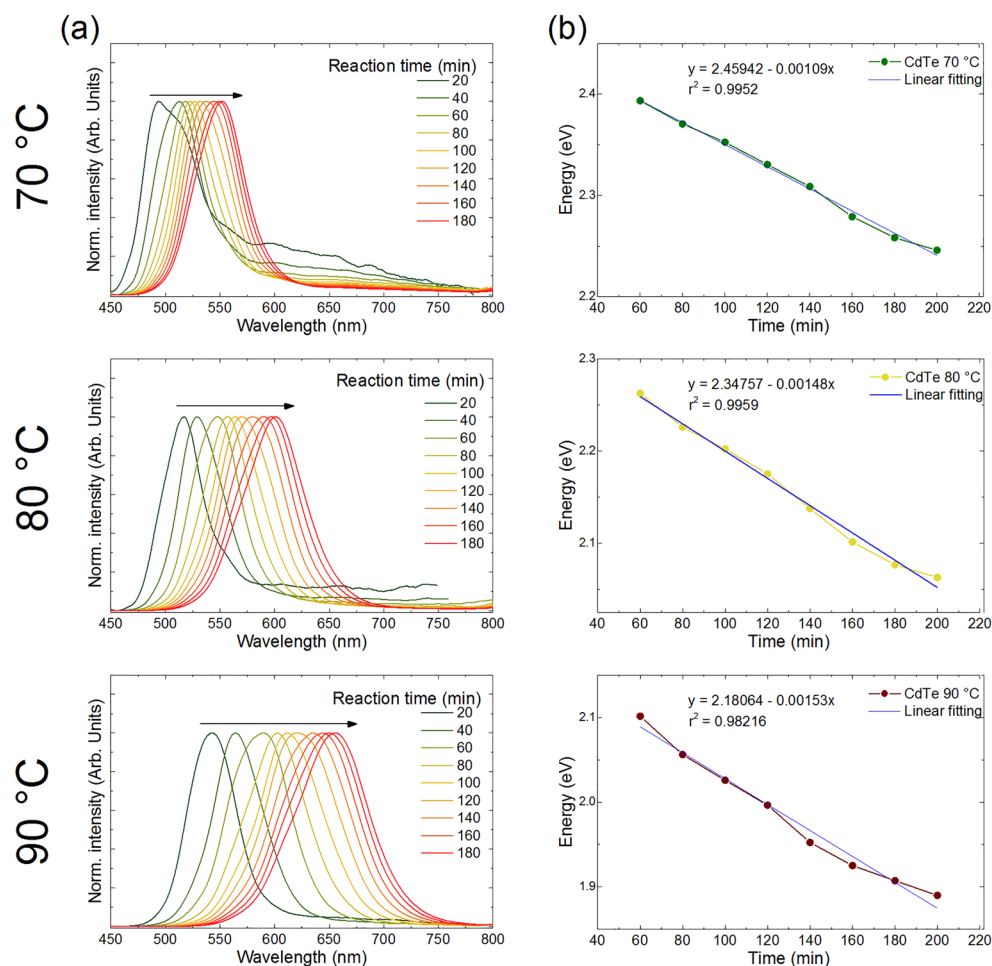 (a)
(b)
70 °C
Norm. intensity (Arb. Units)
Reaction time (min)
20
40
60
80
100
120
140
160
180
450 500 550 600 650 700 750 800
Wavelength (nm)
Energy (eV)
2.4
2.3
2.2
y = 2.45942 - 0.00109x
r² = 0.9952
CdTe 70 °C
Linear fitting
40 60 80 100 120 140 160 180 200 220
Time (min)
80 °C
Norm. intensity (Arb. Units)
Reaction time (min)
20
40
60
80
100
120
140
160
180
450 500 550 600 650 700 750 800
Wavelength (nm)
Energy (eV)
2.3
2.2
2.1
y = 2.34757 - 0.00148x
r² = 0.9959
CdTe 80 °C
Linear fitting
40 60 80 100 120 140 160 180 200 220
Time (min)
90 °C
Norm. intensity (Arb. Units)
Reaction time (min)
20
40
60
80
100
120
140
160
180
450 500 550 600 650 700 750 800
Wavelength (nm)
Energy (eV)
2.1
2.0
1.9
y = 2.18064 - 0.00153x
r² = 0.98216
CdTe 90 °C
Linear fitting
40 60 80 100 120 140 160 180 200 220
Time (min)